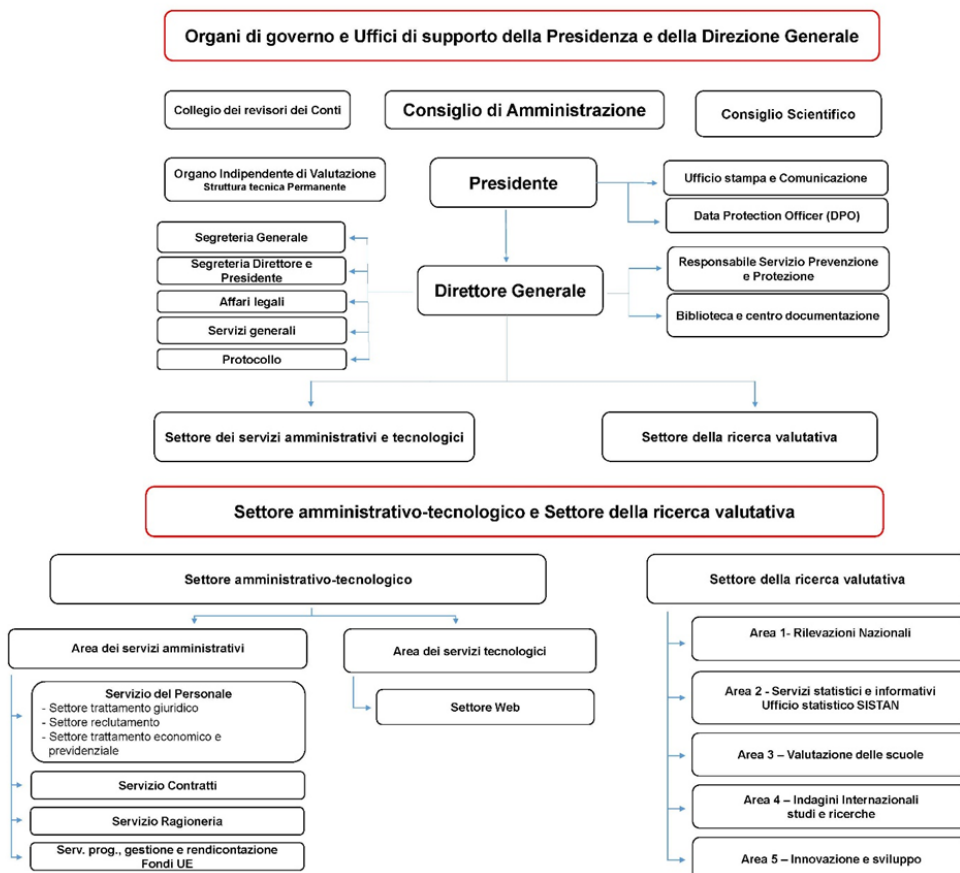 Organi di governo e Uffici di supporto della Presidenza e della Direzione Generale
Collegio dei revisori dei Conti
Consiglio di Amministrazione
Consiglio Scientifico
Organo Indipendente di Valutazione
Struttura tecnica Permanente
Presidente
Ufficio stampa e Comunicazione
Data Protection Officer (DPO)
Segreteria Generale
Segreteria Direttore e
Presidente
Affari legali
Servizi generali
Protocollo
Direttore Generale
Responsabile Servizio Prevenzione
e Protezione
Biblioteca e centro documentazione
Settore dei servizi amministrativi e tecnologici
Settore della ricerca valutativa
Settore amministrativo-tecnologico e Settore della ricerca valutativa
Settore amministrativo-tecnologico
Area dei servizi amministrativi
Servizio del Personale
- Settore trattamento giuridico
- Settore reclutamento
- Settore trattamento economico e
previdenziale
Servizio Contratti
Servizio Ragioneria
Serv. prog., gestione e rendicontazione
Fondi UE
Area dei servizi tecnologici
Settore Web
Settore della ricerca valutativa
Area 1- Rilevazioni Nazionali
Area 2 - Servizi statistici e informativi
Ufficio statistico SISTAN
Area 3 – Valutazione delle scuole
Area 4 – Indagini Internazionali
studi e ricerche
Area 5 – Innovazione e sviluppo